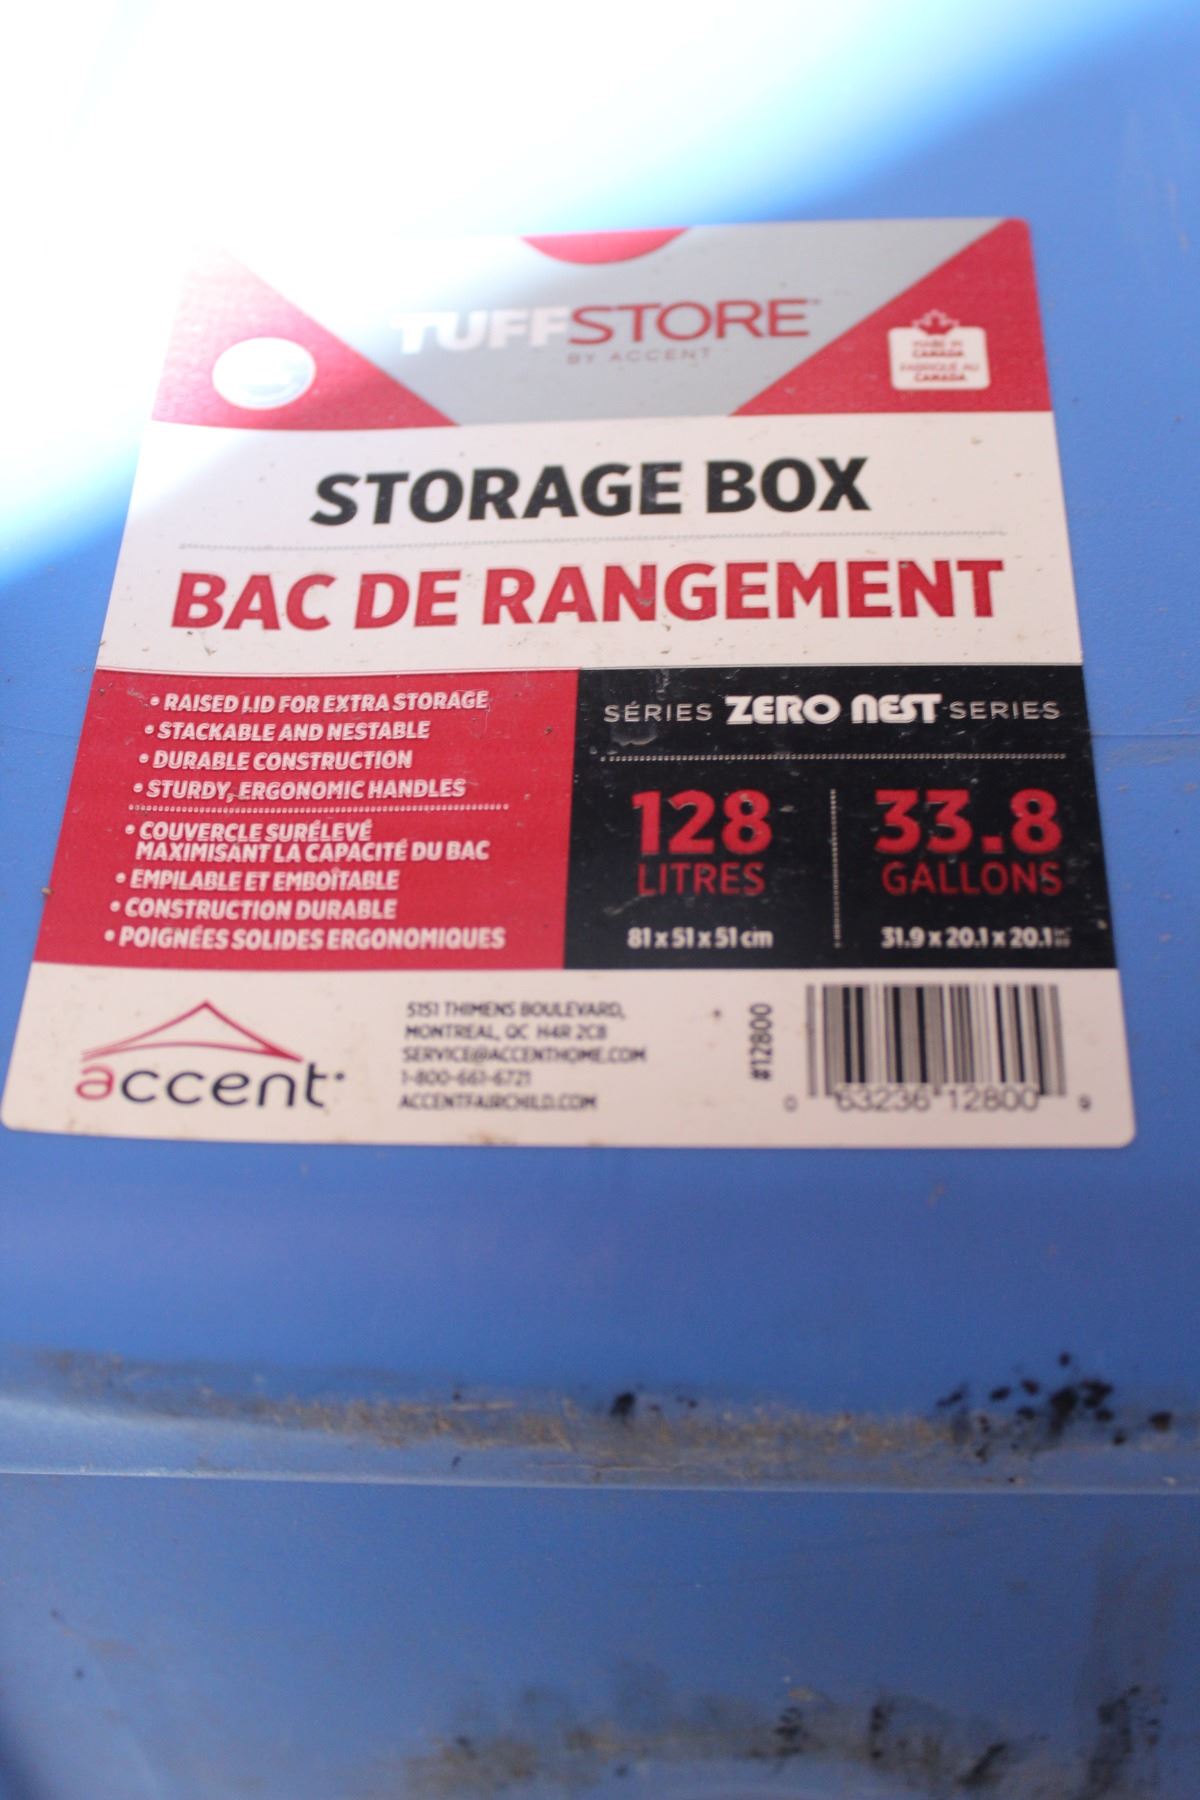 TUFFSTORE™
BY ACCENT
MADE IN
CANADA
FABRIQUÉ AU
CANADA
STORAGE BOX
BAC DE RANGEMENT
• RAISED LID FOR EXTRA STORAGE
• STACKABLE AND NESTABLE
• DURABLE CONSTRUCTION
• STURDY, ERGONOMIC HANDLES
• COUVERCLE SURÉLEVÉ
MAXIMISANT LA CAPACITÉ DU BAC
• EMPILABLE ET EMBOÎTABLE
• CONSTRUCTION DURABLE
• POIGNÉES SOLIDES ERGONOMIQUES
SÉRIES ZERO NEST SERIES
128
LITRES
81 x 51 x 51 cm
33.8
GALLONS
31.9 x 20.1 x 20.1
accent
5151 THIMENS BOULEVARD,
MONTREAL, QC H4R 2C8
SERVICE@ACCENTHOME.COM
1-800-661-6721
ACCENTFAIRCHILD.COM
#12800
0 63236 12800 9